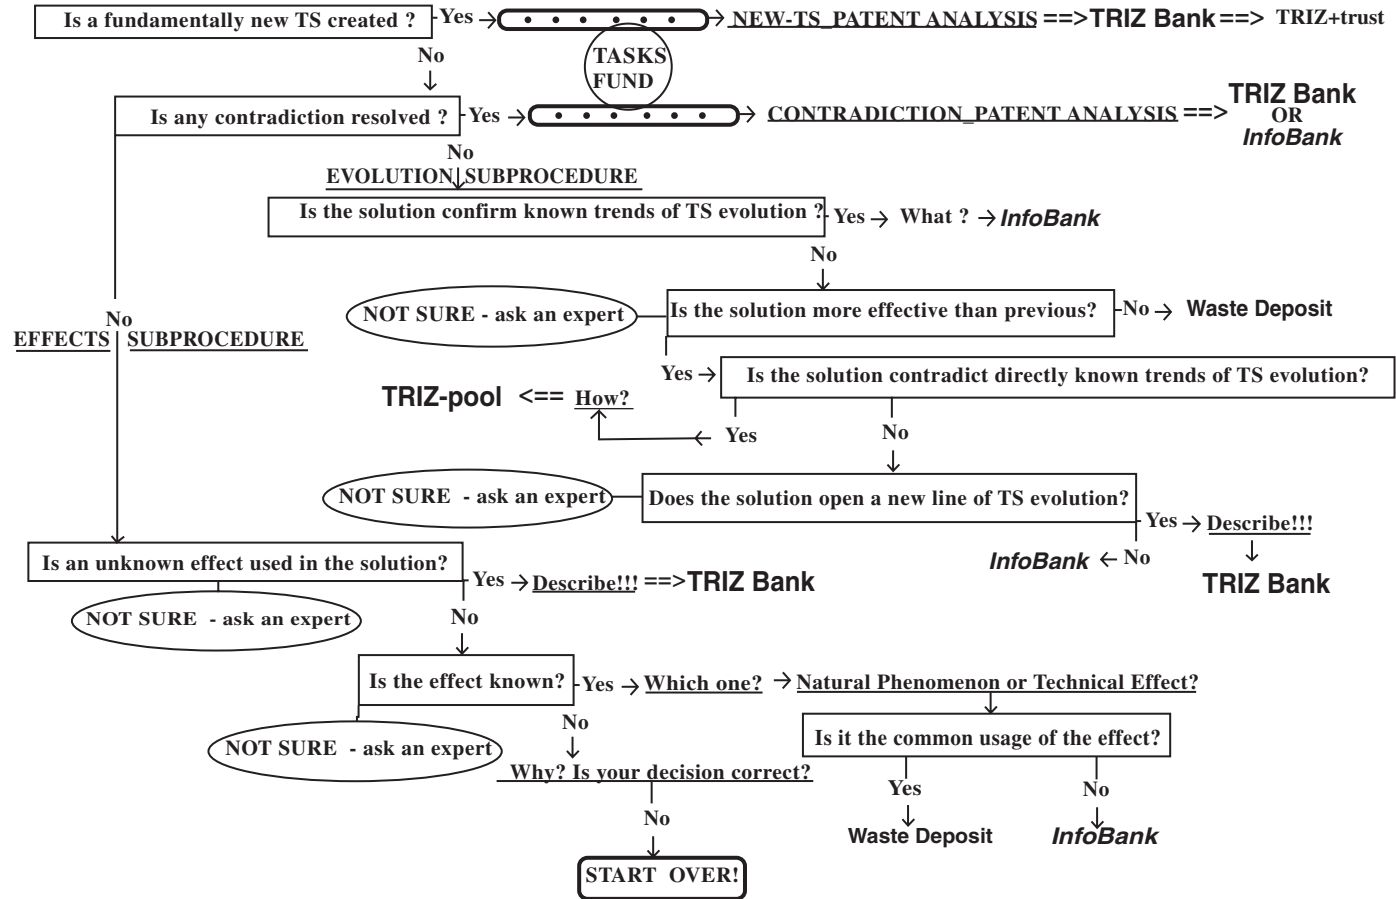 Is a fundamentally new TS created ?
Yes
NEW-TS_PATENT ANALYSIS ==> TRIZ Bank ==> TRIZ+trust
No
TASKS
FUND
Is any contradiction resolved ?
Yes
CONTRADICTION_PATENT ANALYSIS ==>
TRIZ Bank
OR
InfoBank
No
EVOLUTION SUBPROCEDURE
Is the solution confirm known trends of TS evolution ?
Yes
What ?
InfoBank
No
NOT SURE - ask an expert
Is the solution more effective than previous?
No
Waste Deposit
No
EFFECTS SUBPROCEDURE
Yes
Is the solution contradict directly known trends of TS evolution?
TRIZ-pool <== How?
Yes
No
NOT SURE - ask an expert
Does the solution open a new line of TS evolution?
Yes
Describe!!!
InfoBank
No
TRIZ Bank
Is an unknown effect used in the solution?
Yes
Describe!!! ==> TRIZ Bank
NOT SURE - ask an expert
No
Is the effect known?
Yes
Which one?
Natural Phenomenon or Technical Effect?
NOT SURE - ask an expert
No
Is it the common usage of the effect?
Why? Is your decision correct?
Yes
No
No
Waste Deposit
InfoBank
START OVER!